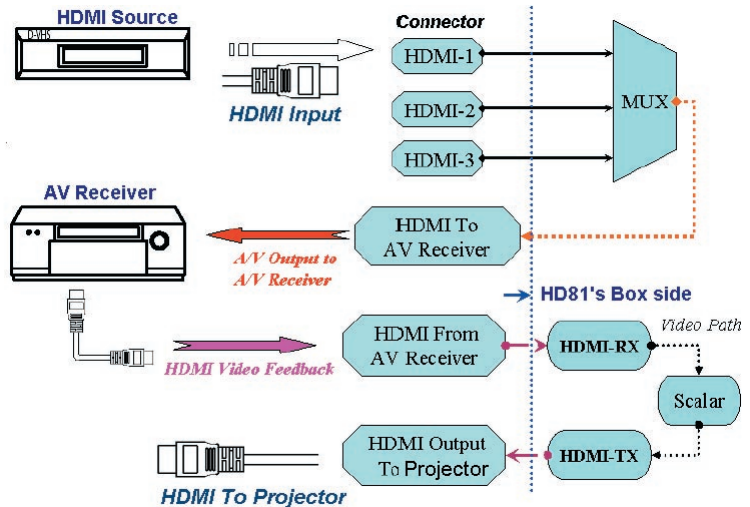 HDMI Source
D-VHS
Connector
HDMI-1
HDMI Input
HDMI-2
MUX
HDMI-3
AV Receiver
HDMI To
AV Receiver
A/V Output to
A/V Receiver
HD81's Box side
HDMI From
AV Receiver
HDMI Video Feedback
HDMI-RX
Video Path
Scalar
HDMI Output
To Projector
HDMI-TX
HDMI To Projector